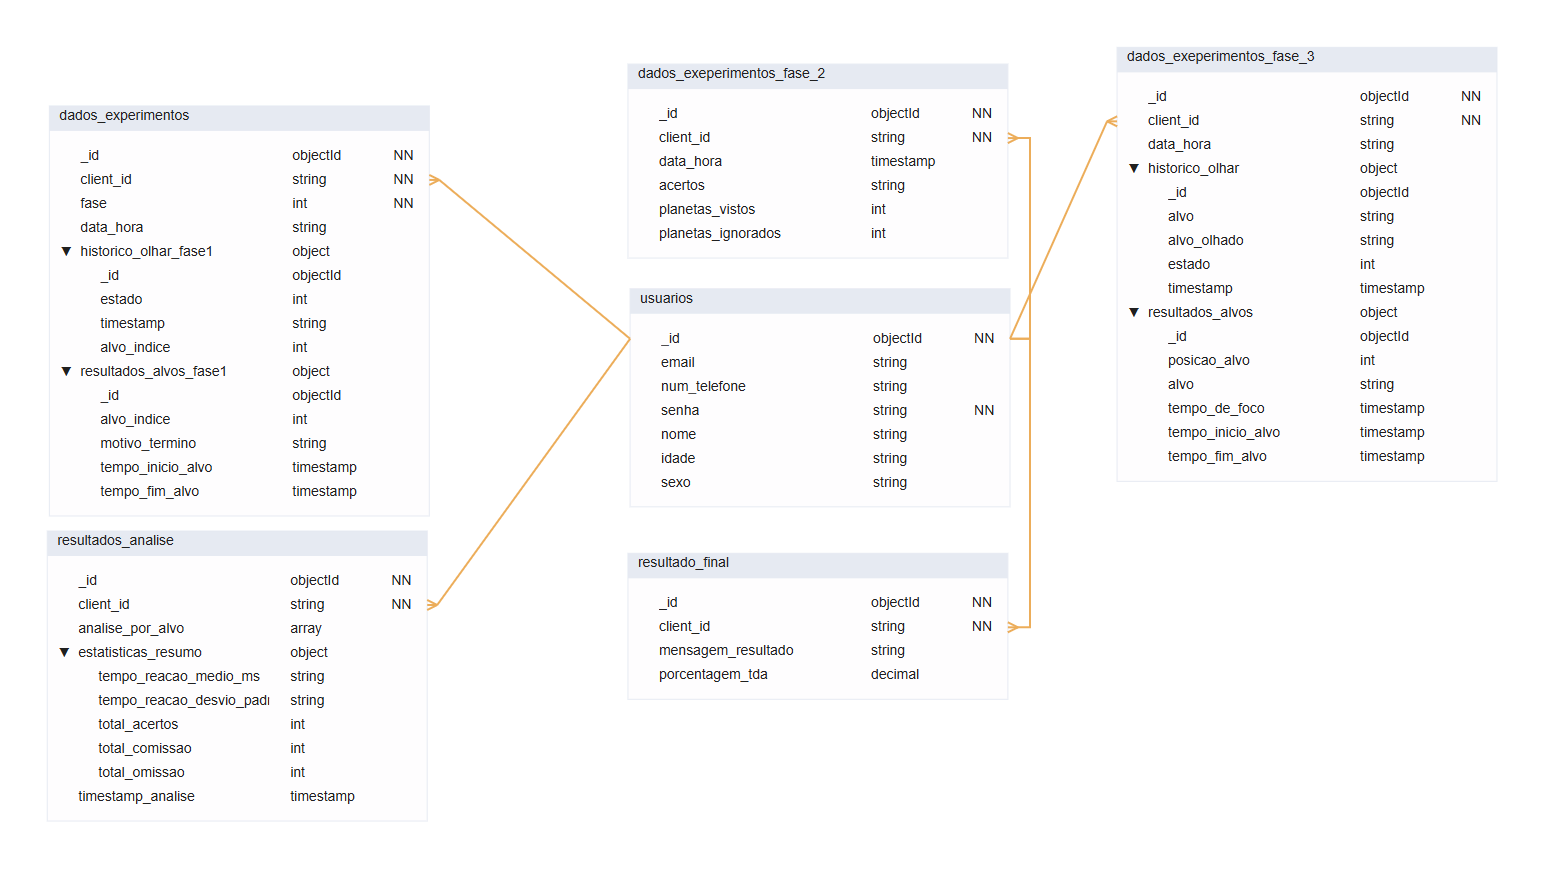 dados_experimentos
_id objectId NN
client_id string NN
fase int NN
data_hora string
▼ historico_olhar_fase1 object
_id objectId
estado int
timestamp string
alvo_indice int
▼ resultados_alvos_fase1 object
_id objectId
alvo_indice int
motivo_termino string
tempo_inicio_alvo timestamp
tempo_fim_alvo timestamp
resultados_analise
_id objectId NN
client_id string NN
analise_por_alvo array
▼ estatisticas_resumo object
tempo_reacao_medio_ms string
tempo_reacao_desvio_padr string
total_acertos int
total_comissao int
total_omissao int
timestamp_analise timestamp
dados_exeperimentos_fase_2
_id objectId NN
client_id string NN
data_hora timestamp
acertos string
planetas_vistos int
planetas_ignorados int
usuarios
_id objectId NN
email string
num_telefone string
senha string NN
nome string
idade string
sexo string
resultado_final
_id objectId NN
client_id string NN
mensagem_resultado string
porcentagem_tda decimal
dados_exeperimentos_fase_3
_id objectId NN
client_id string NN
data_hora string
▼ historico_olhar object
_id objectId
alvo string
alvo_olhado string
estado int
timestamp timestamp
▼ resultados_alvos object
_id objectId
posicao_alvo int
alvo string
tempo_de_foco timestamp
tempo_inicio_alvo timestamp
tempo_fim_alvo timestamp